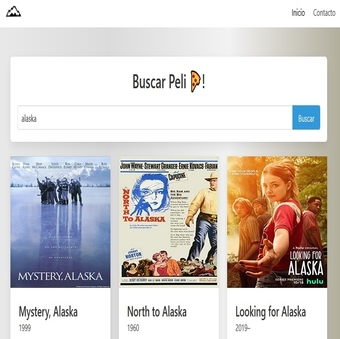 Inicio Contacto
Buscar Peli !
alaska
Buscar
MYSTERY, ALASKA
JOHN WAYNE-STEWART GRANGER-ERNIE KOVACS-FABIAN
CAPUCINE
NORTH TO ALASKA
LOOKING FOR
ALASKA
hulu
Mystery, Alaska
1999
North to Alaska
1960
Looking for Alaska
2019–